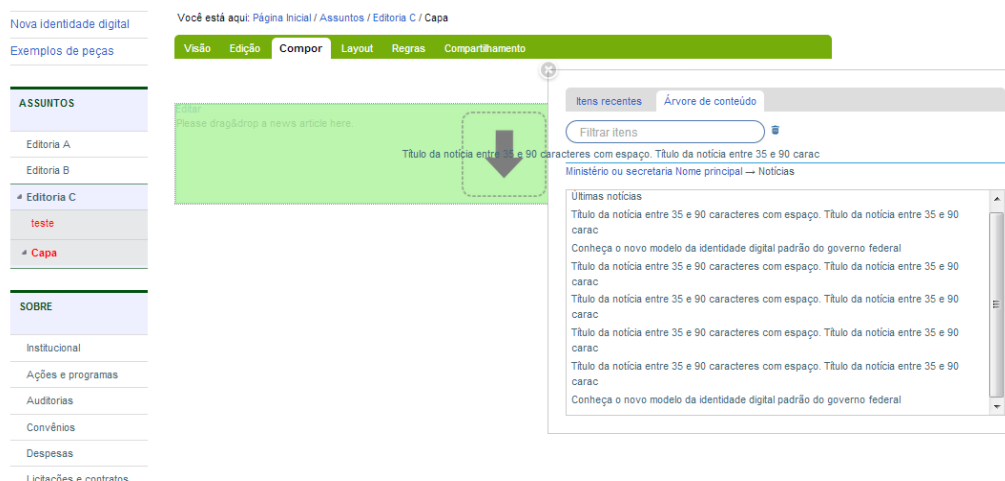 Nova identidade digital
Exemplos de peças
ASSUNTOS
Editoria A
Editoria B
Editoria C
teste
Capa
SOBRE
Institucional
Ações e programas
Auditorias
Convênios
Despesas
Licitações e contratos
Você está aqui: Página Inicial / Assuntos / Editoria C / Capa
Visão Edição Compor Layout Regras Compartilhamento
Editar
Please drag&drop a news article here.
Título da notícia entre 35 e 90 caracteres com espaço. Título da notícia entre 35 e 90 carac
Itens recentes Árvore de conteúdo
Filtrar itens
Ministério ou secretaria Nome principal → Notícias
Últimas notícias
Título da notícia entre 35 e 90 caracteres com espaço. Título da notícia entre 35 e 90
carac
Conheça o novo modelo da identidade digital padrão do governo federal
Título da notícia entre 35 e 90 caracteres com espaço. Título da notícia entre 35 e 90
carac
Título da notícia entre 35 e 90 caracteres com espaço. Título da notícia entre 35 e 90
carac
Título da notícia entre 35 e 90 caracteres com espaço. Título da notícia entre 35 e 90
carac
Título da notícia entre 35 e 90 caracteres com espaço. Título da notícia entre 35 e 90
carac
Conheça o novo modelo da identidade digital padrão do governo federal